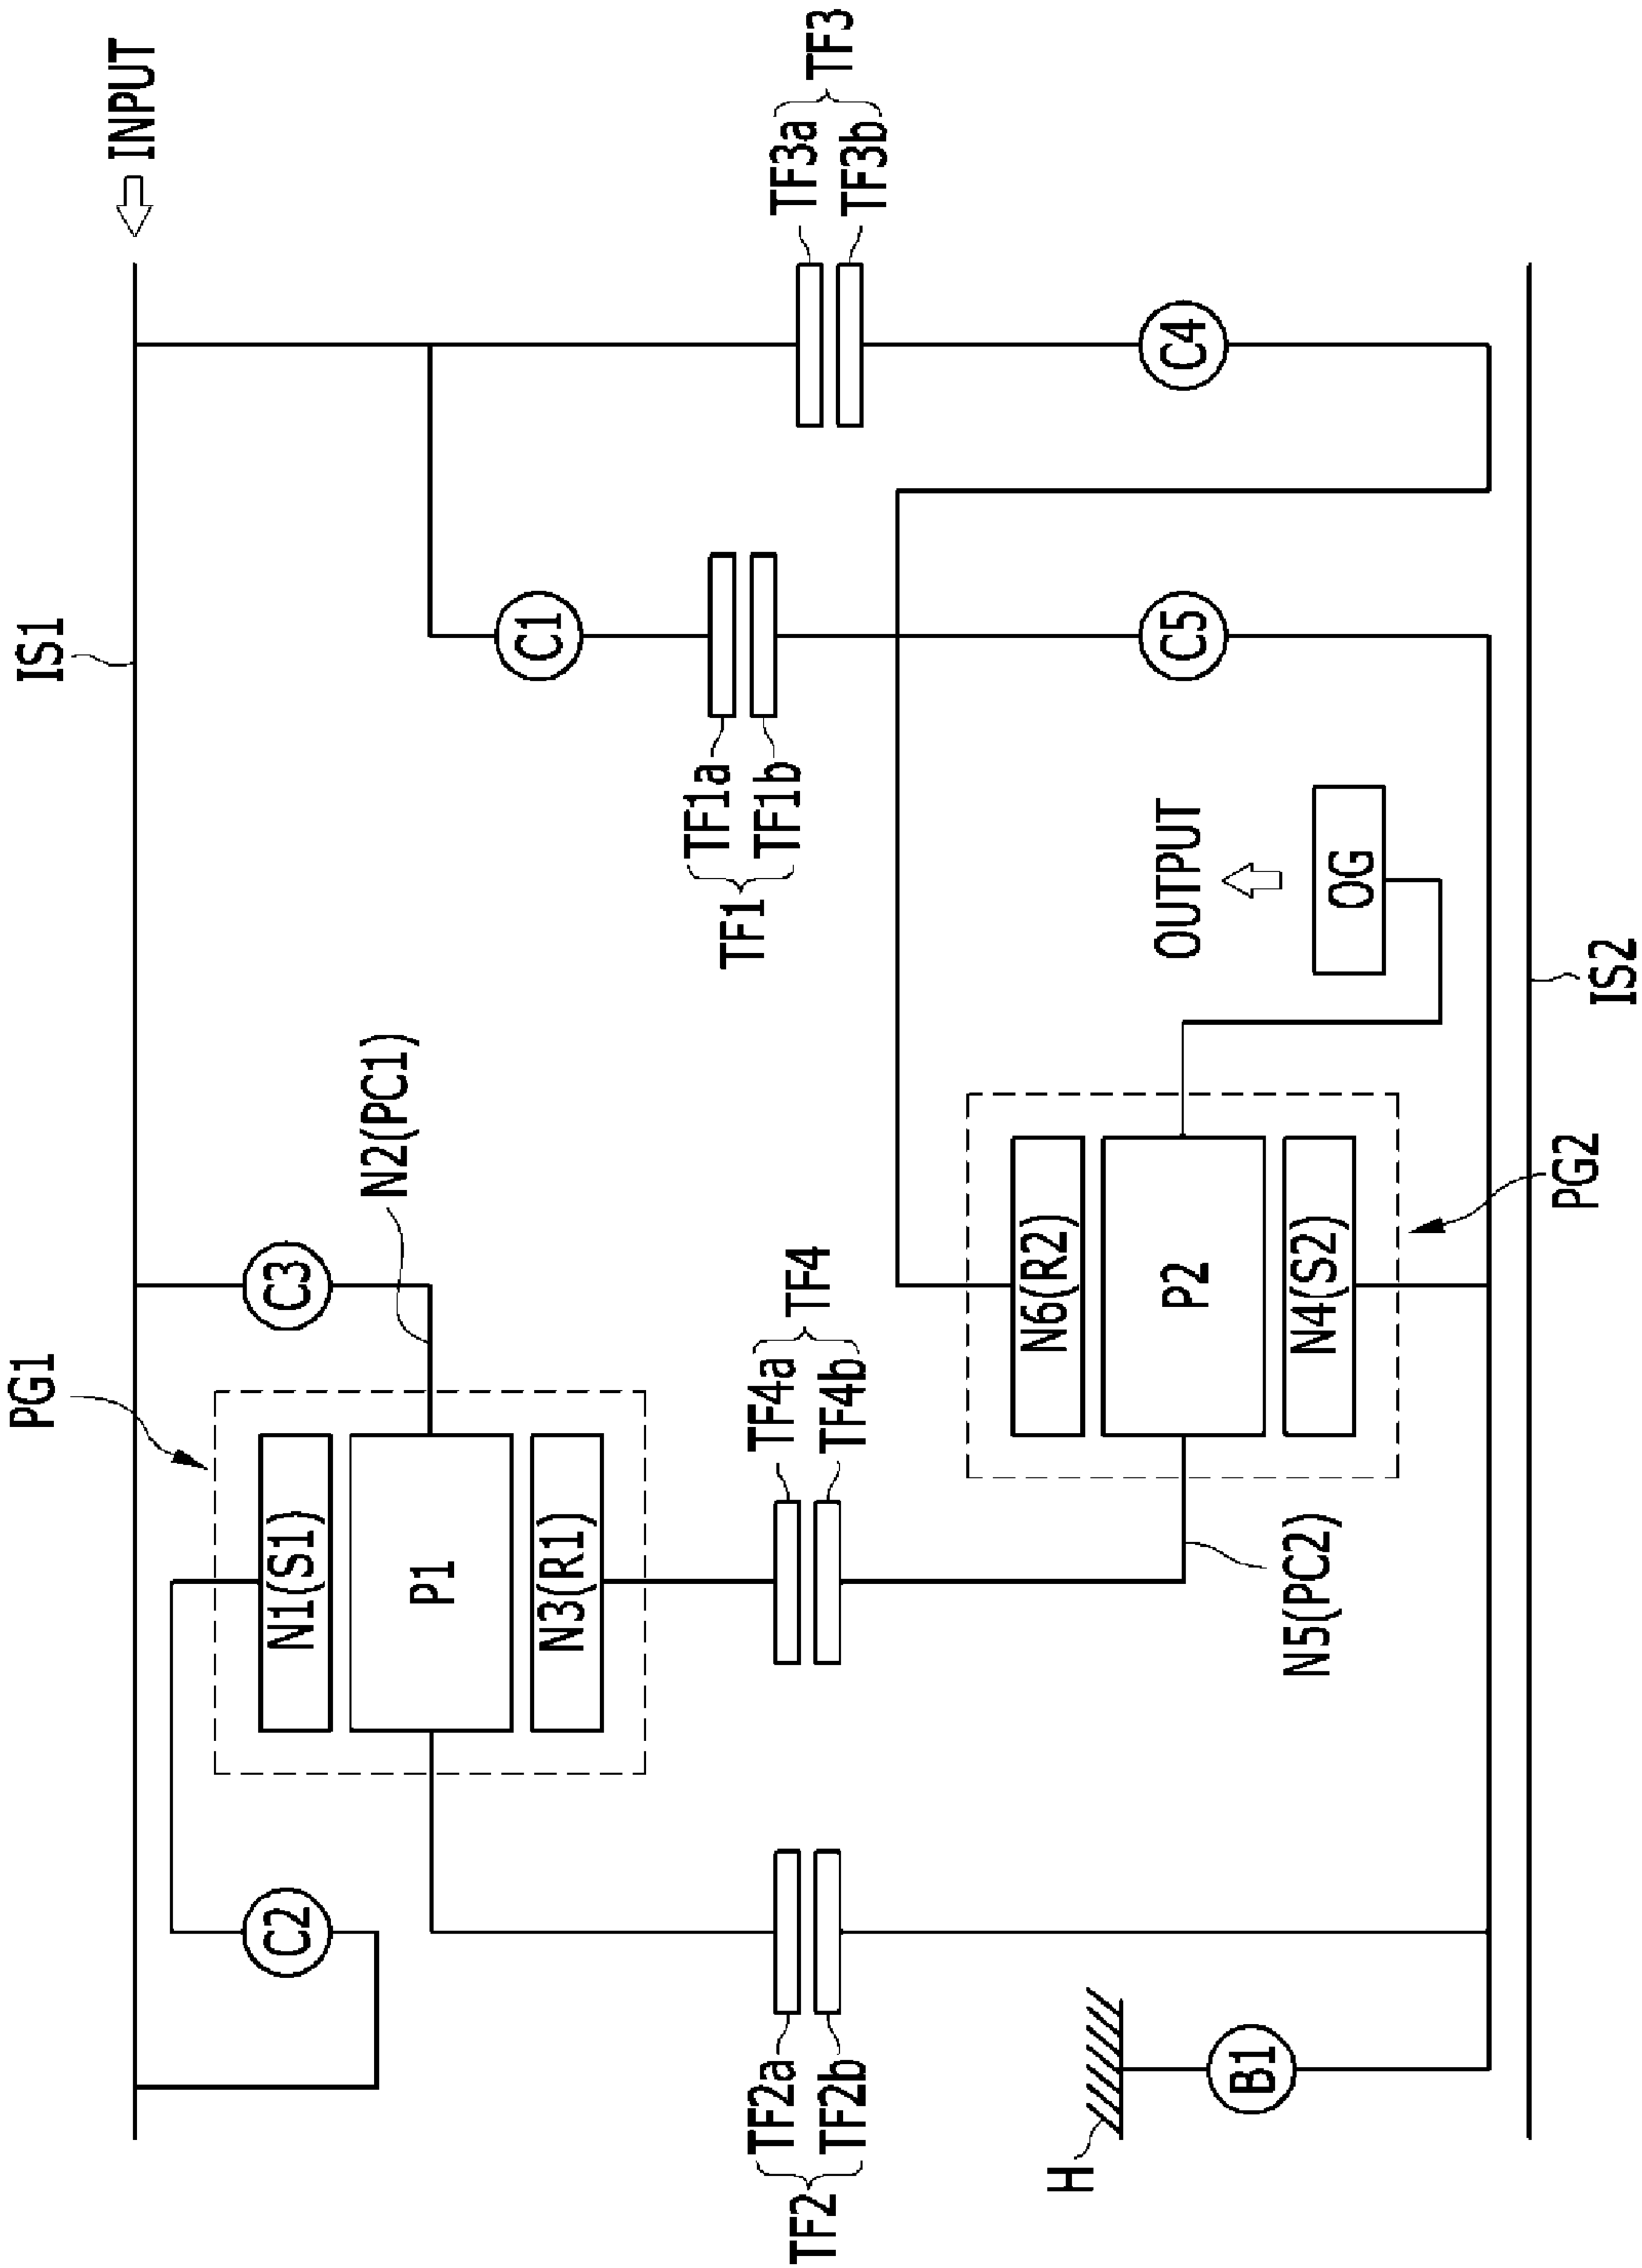 INPUT
IS1
PG1
C2
N1(S1)
P1
N3(R1)
C3
N2(PC1)
C1
TF2a
TF2b
TF2
TF4a
TF4b
TF4
TF1a
TF1b
TF1
TF3a
TF3b
TF3
H
B1
N5(PC2)
N6(R2)
P2
N4(S2)
PG2
OUTPUT
OG
C5
C4
IS2